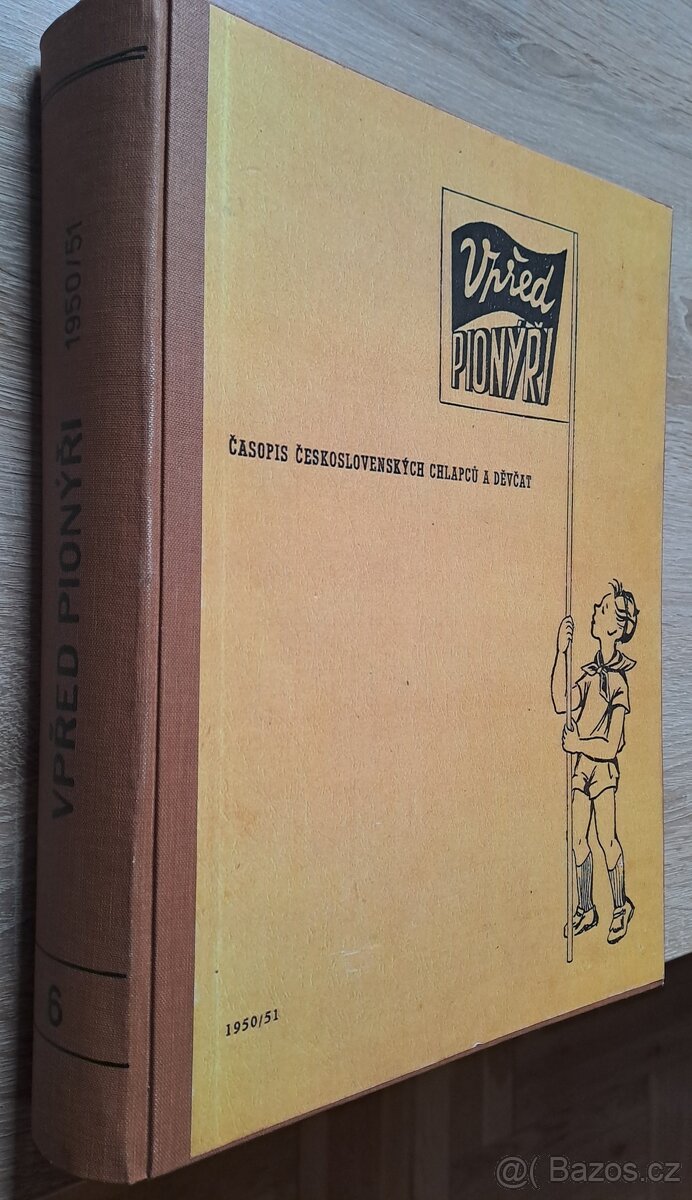 VPŘED PIONÝŘI 1950/51
6
Vpřed
PIONÝŘI
ČASOPIS ČESKOSLOVENSKÝCH CHLAPCŮ A DĚVČAT
1950/51
@( Bazos.cz